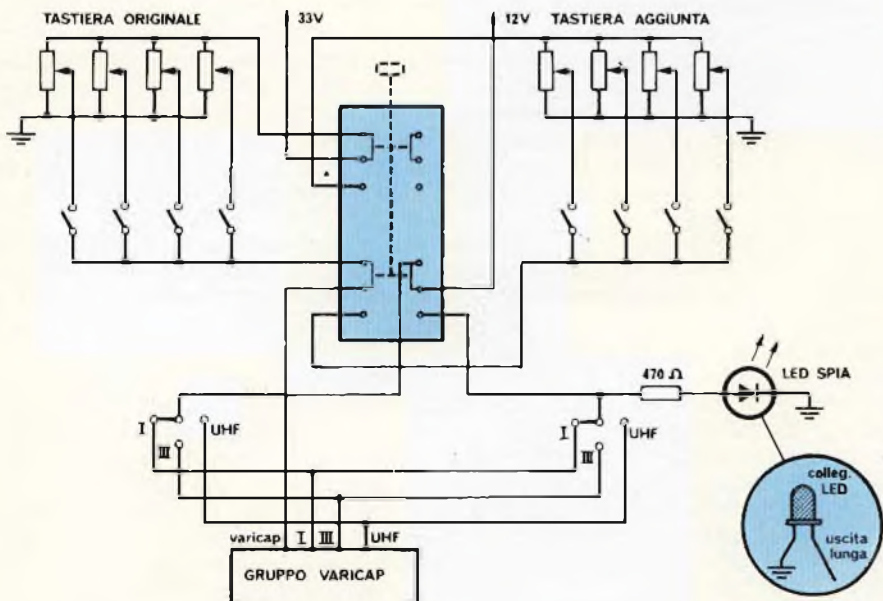 TASTIERA ORIGINALE
33V
12V
TASTIERA AGGIUNTA
470 Ω
LED SPIA
I
III
UHF
I
III
UHF
colleg.
LED
uscita
lunga
varicap
I
III
UHF
GRUPPO VARICAP